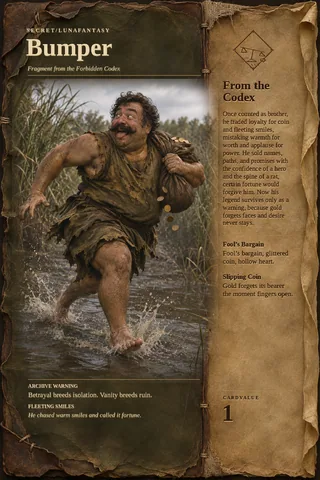 SECRET/LUNAFANTASY
Bumper
Fragment from the Forbidden Codex
From the
Codex
Once counted as brother,
he traded loyalty for coin
and fleeting smiles,
mistaking warmth for
worth and applause for
power. He sold names,
paths, and promises with
the confidence of a hero
and the spine of a rat,
certain fortune would
forgive him. Now his
legend survives only as a
warning, because gold
forgets faces and desire
never stays.
Fool's Bargain
Fool's bargain, glittering
coin, hollow heart.
Slipping Coin
Gold forgets its bearer
the moment fingers open.
ARCHIVE WARNING
Betrayal breeds isolation. Vanity breeds ruin.
FLEETING SMILES
He chased warm smiles and called it fortune.
CARD VALUE
1